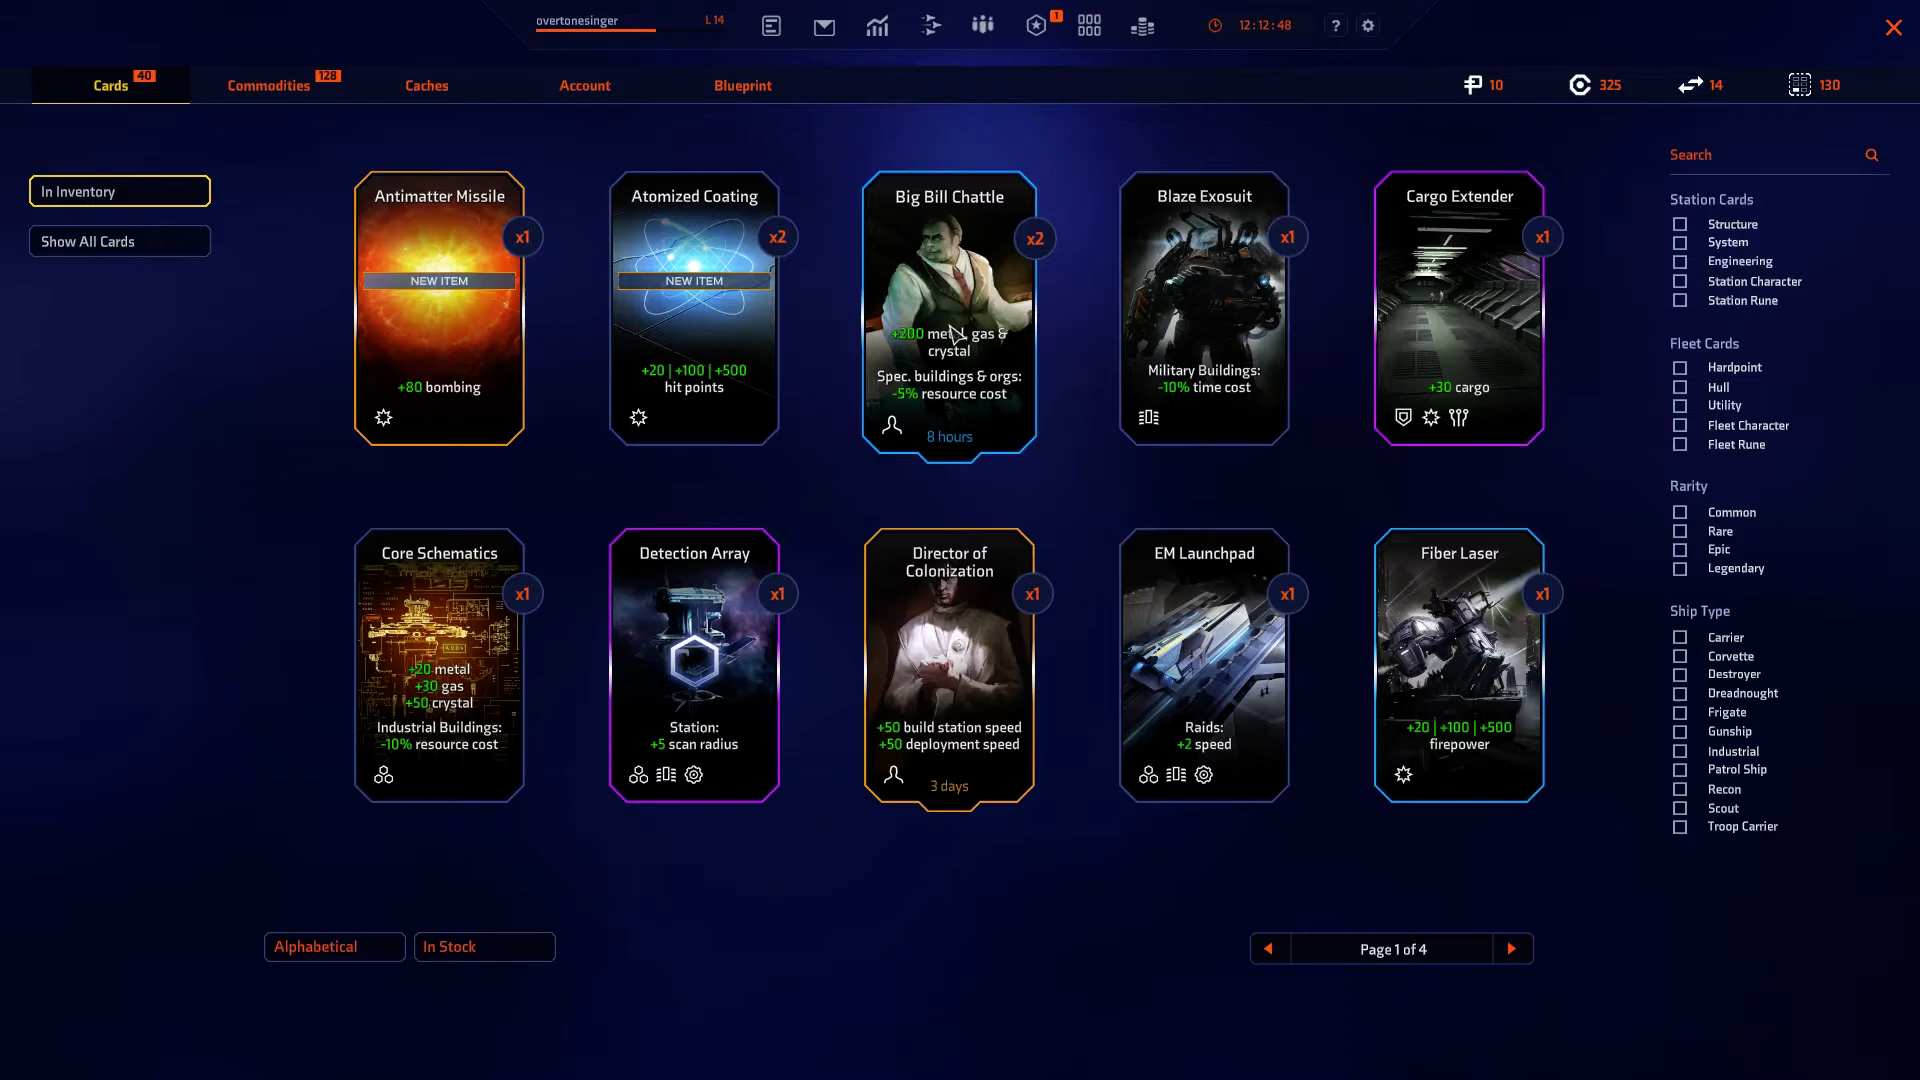 overtonesinger
L 14
1
12:12:48
?
Cards
40
Commodities
128
Caches
Account
Blueprint
10
325
14
130
In Inventory
Show All Cards
Antimatter Missile
x1
NEW ITEM
+80 bombing
Atomized Coating
x2
NEW ITEM
+20 | +100 | +500
hit points
Big Bill Chattle
x2
+200 metal, gas &
crystal
Spec. buildings & orgs:
-5% resource cost
8 hours
Blaze Exosuit
x1
Military Buildings:
-10% time cost
Cargo Extender
x1
+30 cargo
Core Schematics
x1
+20 metal
+30 gas
+50 crystal
Industrial Buildings:
-10% resource cost
Detection Array
x1
Station:
+5 scan radius
Director of
Colonization
x1
+50 build station speed
+50 deployment speed
3 days
EM Launchpad
x1
Raids:
+2 speed
Fiber Laser
x1
+20 | +100 | +500
firepower
Alphabetical
In Stock
Page 1 of 4
Search
Station Cards
Structure
System
Engineering
Station Character
Station Rune
Fleet Cards
Hardpoint
Hull
Utility
Fleet Character
Fleet Rune
Rarity
Common
Rare
Epic
Legendary
Ship Type
Carrier
Corvette
Destroyer
Dreadnought
Frigate
Gunship
Industrial
Patrol Ship
Recon
Scout
Troop Carrier